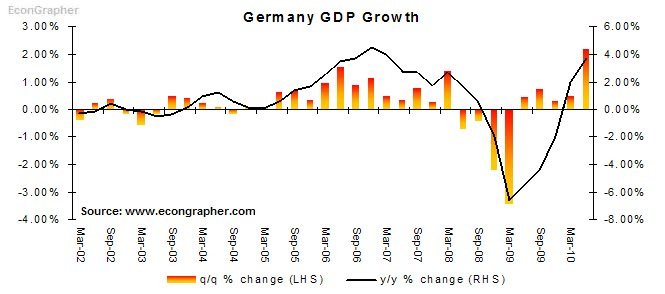 EconGrapher
Germany GDP Growth
3.00%
2.00%
1.00%
0.00%
-1.00%
-2.00%
-3.00%
-4.00%
6.00%
4.00%
2.00%
0.00%
-2.00%
-4.00%
-6.00%
-8.00%
Source: www.econgrapher.com
Mar-02
Sep-02
Mar-03
Sep-03
Mar-04
Sep-04
Mar-05
Sep-05
Mar-06
Sep-06
Mar-07
Sep-07
Mar-08
Sep-08
Mar-09
Sep-09
Mar-10
q/q % change (LHS)
y/y % change (RHS)